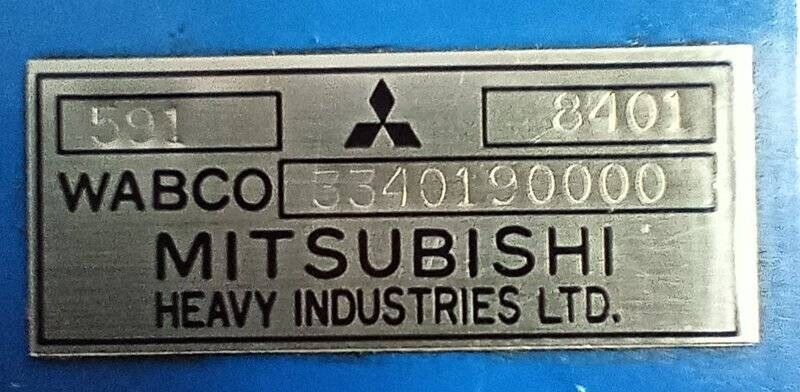 591 8401
WABCO 3340190000
MITSUBISHI
HEAVY INDUSTRIES LTD.